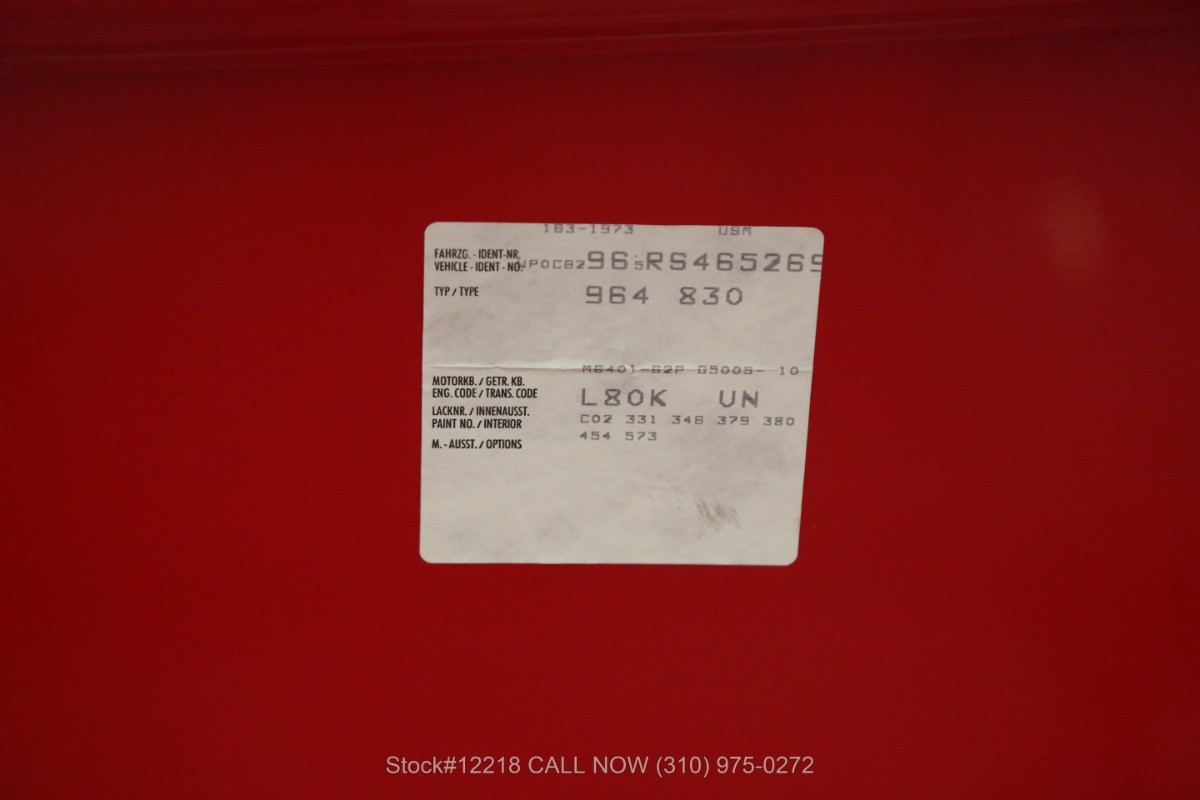 163-1973 USM
FAHRZG. - IDENT-NR.
VEHICLE - IDENT - NO. WP0CB2965RS465269
TYP / TYPE 964 830
M6401-62P G5005- 10
MOTORKB. / GETR. KB.
ENG. CODE / TRANS. CODE L80K UN
LACKNR. / INNENAUSST.
PAINT NO. / INTERIOR C02 331 346 379 380
M. - AUSST. / OPTIONS 454 573
Stock#12218 CALL NOW (310) 975-0272